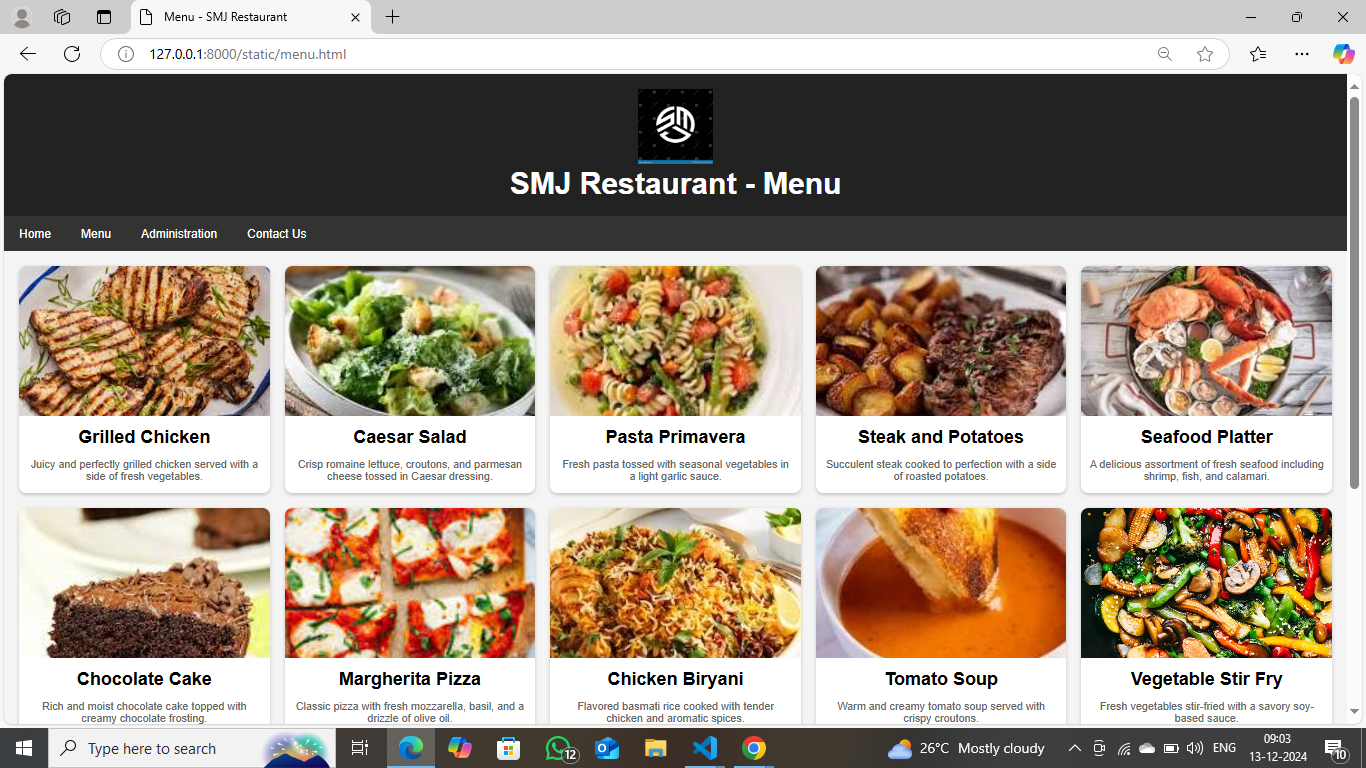 Menu - SMJ Restaurant
127.0.0.1:8000/static/menu.html
SMJ
SMJ Restaurant - Menu
Home Menu Administration Contact Us
Grilled Chicken
Juicy and perfectly grilled chicken served with a
side of fresh vegetables.
Caesar Salad
Crisp romaine lettuce, croutons, and parmesan
cheese tossed in Caesar dressing.
Pasta Primavera
Fresh pasta tossed with seasonal vegetables in
a light garlic sauce.
Steak and Potatoes
Succulent steak cooked to perfection with a side
of roasted potatoes.
Seafood Platter
A delicious assortment of fresh seafood including
shrimp, fish, and calamari.
Chocolate Cake
Rich and moist chocolate cake topped with
creamy chocolate frosting.
Margherita Pizza
Classic pizza with fresh mozzarella, basil, and a
drizzle of olive oil.
Chicken Biryani
Flavored basmati rice cooked with tender
chicken and aromatic spices.
Tomato Soup
Warm and creamy tomato soup served with
crispy croutons.
Vegetable Stir Fry
Fresh vegetables stir-fried with a savory soy-
based sauce.
Type here to search
12
26°C Mostly cloudy
ENG
09:03
13-12-2024
10